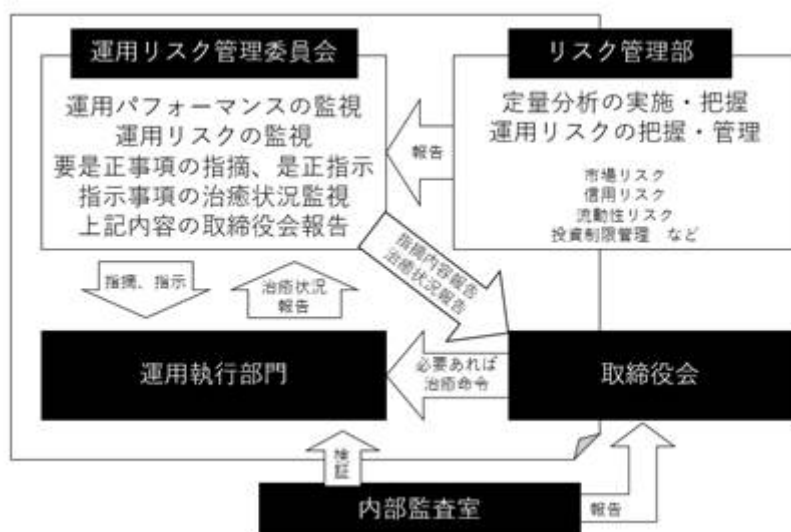 運用リスク管理委員会
運用パフォーマンスの監視
運用リスクの監視
要是正事項の指摘、是正指示
指示事項の治癒状況監視
上記内容の取締役会報告
リスク管理部
定量分析の実施・把握
運用リスクの把握・管理
市場リスク
信用リスク
流動性リスク
投資制限管理 など
報告
指摘内容報告
治癒状況報告
指摘、指示
治癒状況
報告
運用執行部門
必要あれば
治癒命令
取締役会
検証
内部監査室
報告